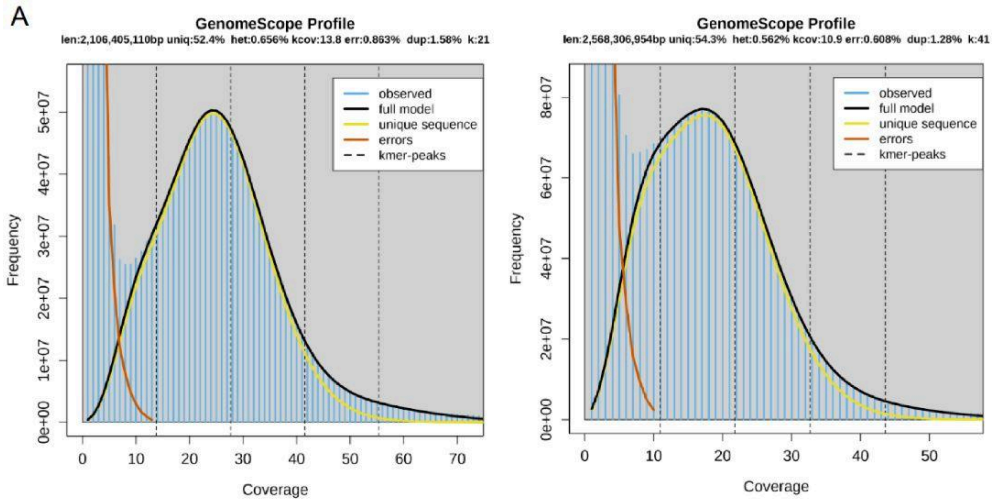 A
GenomeScope Profile
len:2,106,405,110bp uniq:52.4% het:0.656% kcov:13.8 err:0.863% dup:1.58% k:21
observed
full model
unique sequence
errors
kmer-peaks
Frequency
0e+00
1e+07
2e+07
3e+07
4e+07
5e+07
0 10 20 30 40 50 60 70
Coverage
GenomeScope Profile
len:2,568,306,954bp uniq:54.3% het:0.562% kcov:10.9 err:0.608% dup:1.28% k:41
observed
full model
unique sequence
errors
kmer-peaks
Frequency
0e+00
2e+07
4e+07
6e+07
8e+07
0 10 20 30 40 50
Coverage